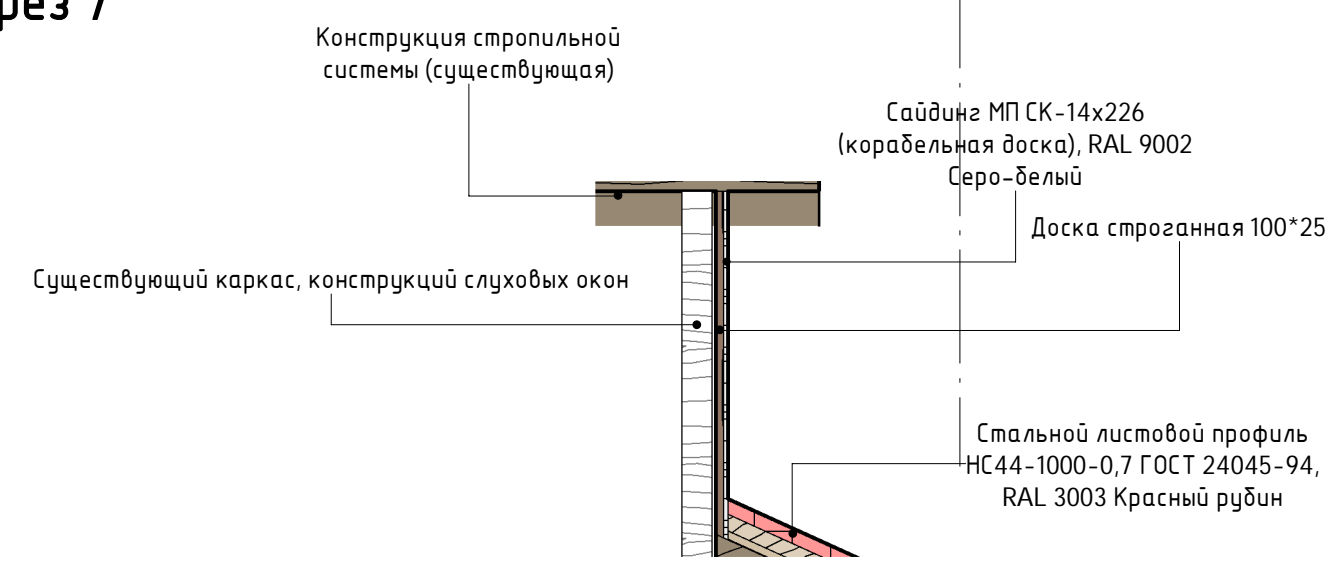 рез 7
Конструкция стропильной
системы (существующая)
Сайдинг МП СК-14х226
(корабельная доска), RAL 9002
Серо-белый
Доска строганная 100*25
Существующий каркас, конструкций слуховых окон
Стальной листовой профиль
НС44-1000-0,7 ГОСТ 24045-94,
RAL 3003 Красный рубин